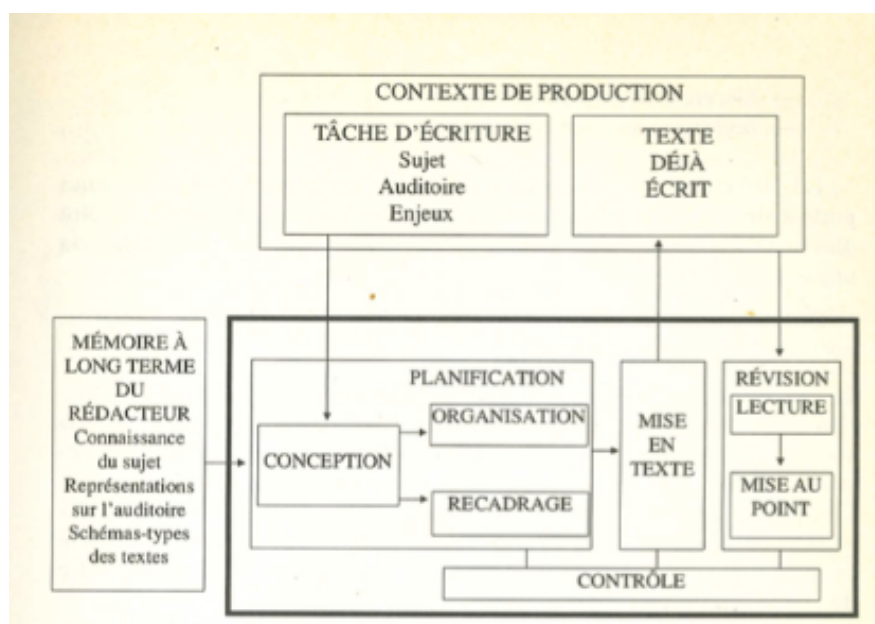 CONTEXTE DE PRODUCTION
TÂCHE D'ÉCRITURE
Sujet
Auditoire
Enjeux
TEXTE
DÉJÀ
ÉCRIT
MÉMOIRE À
LONG TERME
DU
RÉDACTEUR
Connaissance
du sujet
Représentations
sur l'auditoire
Schémas-types
des textes
PLANIFICATION
CONCEPTION
ORGANISATION
RECADRAGE
MISE
EN
TEXTE
RÉVISION
LECTURE
MISE AU
POINT
CONTRÔLE